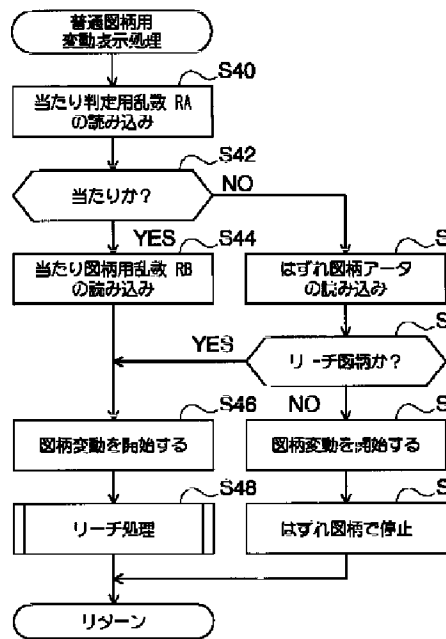 普通図柄用
変動表示処理
S40
当たり判定用乱数 RA
の読み込み
S42
当たりか?
NO
YES
S44
S
当たり図柄用乱数 RB
の読み込み
はずれ図柄アータ
の読み込み
S
YES
リーチ図柄か?
S46
NO
S
図柄変動を開始する
図柄変動を開始する
S48
S
リーチ処理
はずれ図柄で停止
リターン